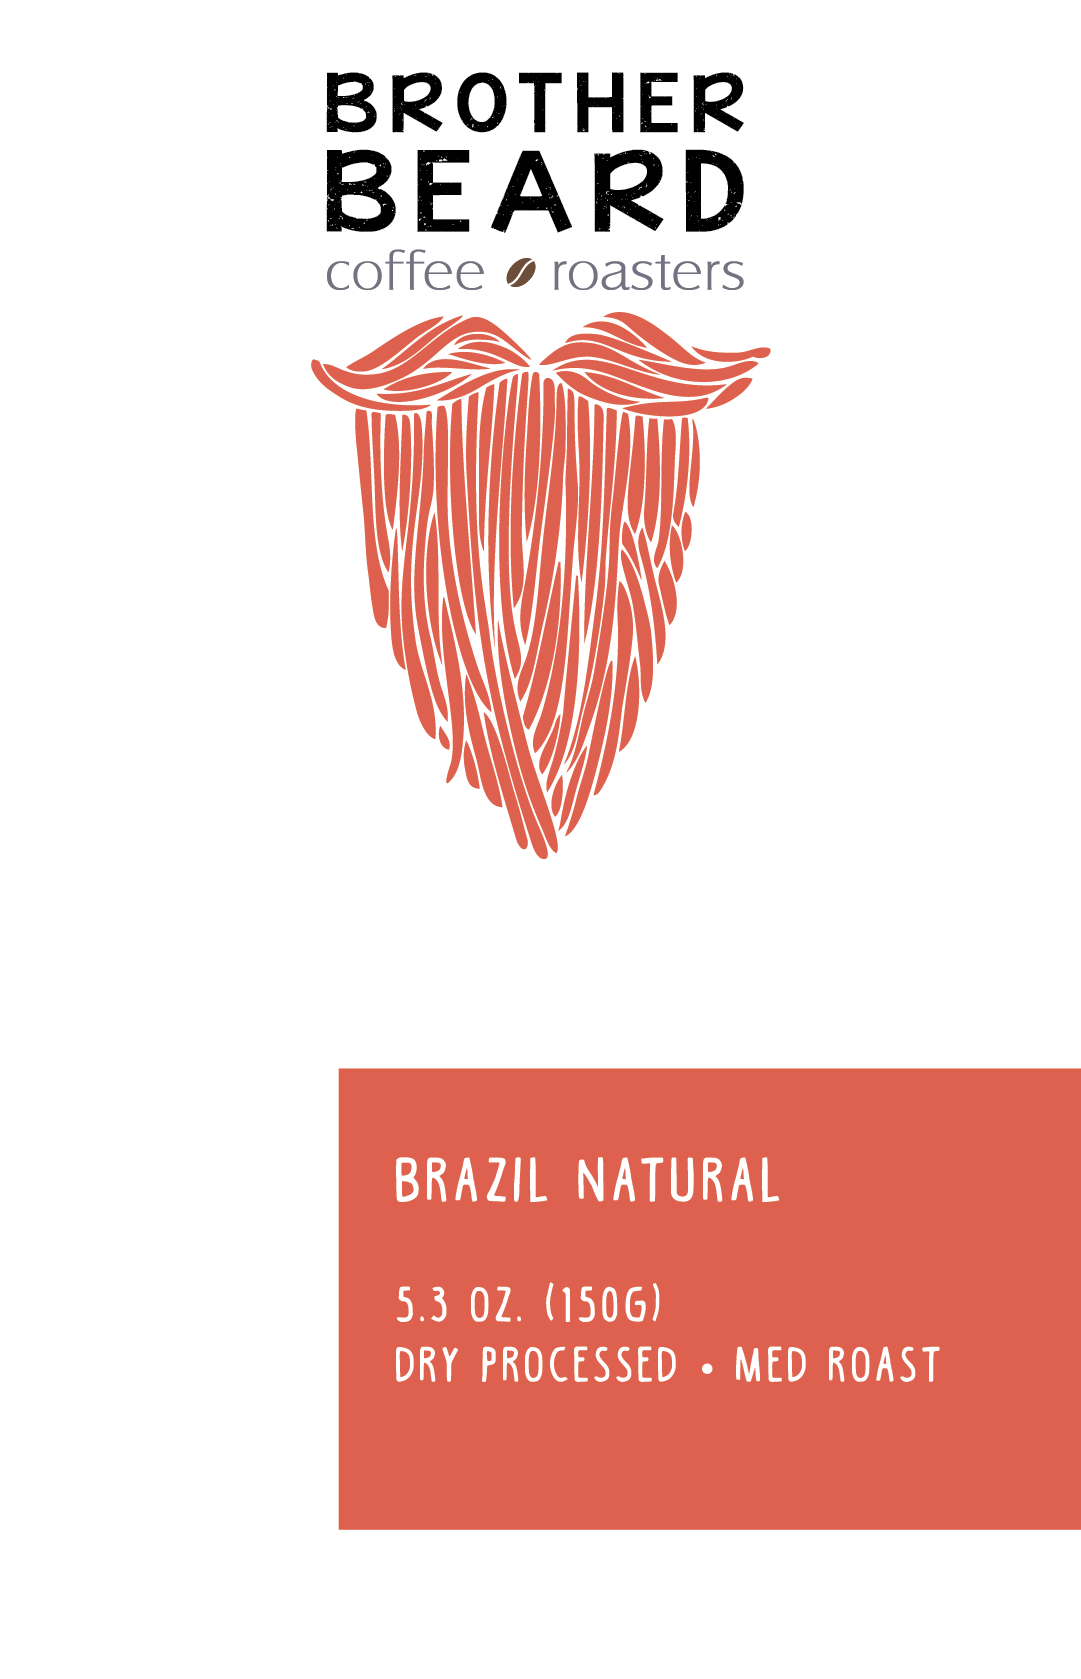 BROTHER
BEARD
coffee roasters
BRAZIL NATURAL
5.3 OZ. (150G)
DRY PROCESSED • MED ROAST